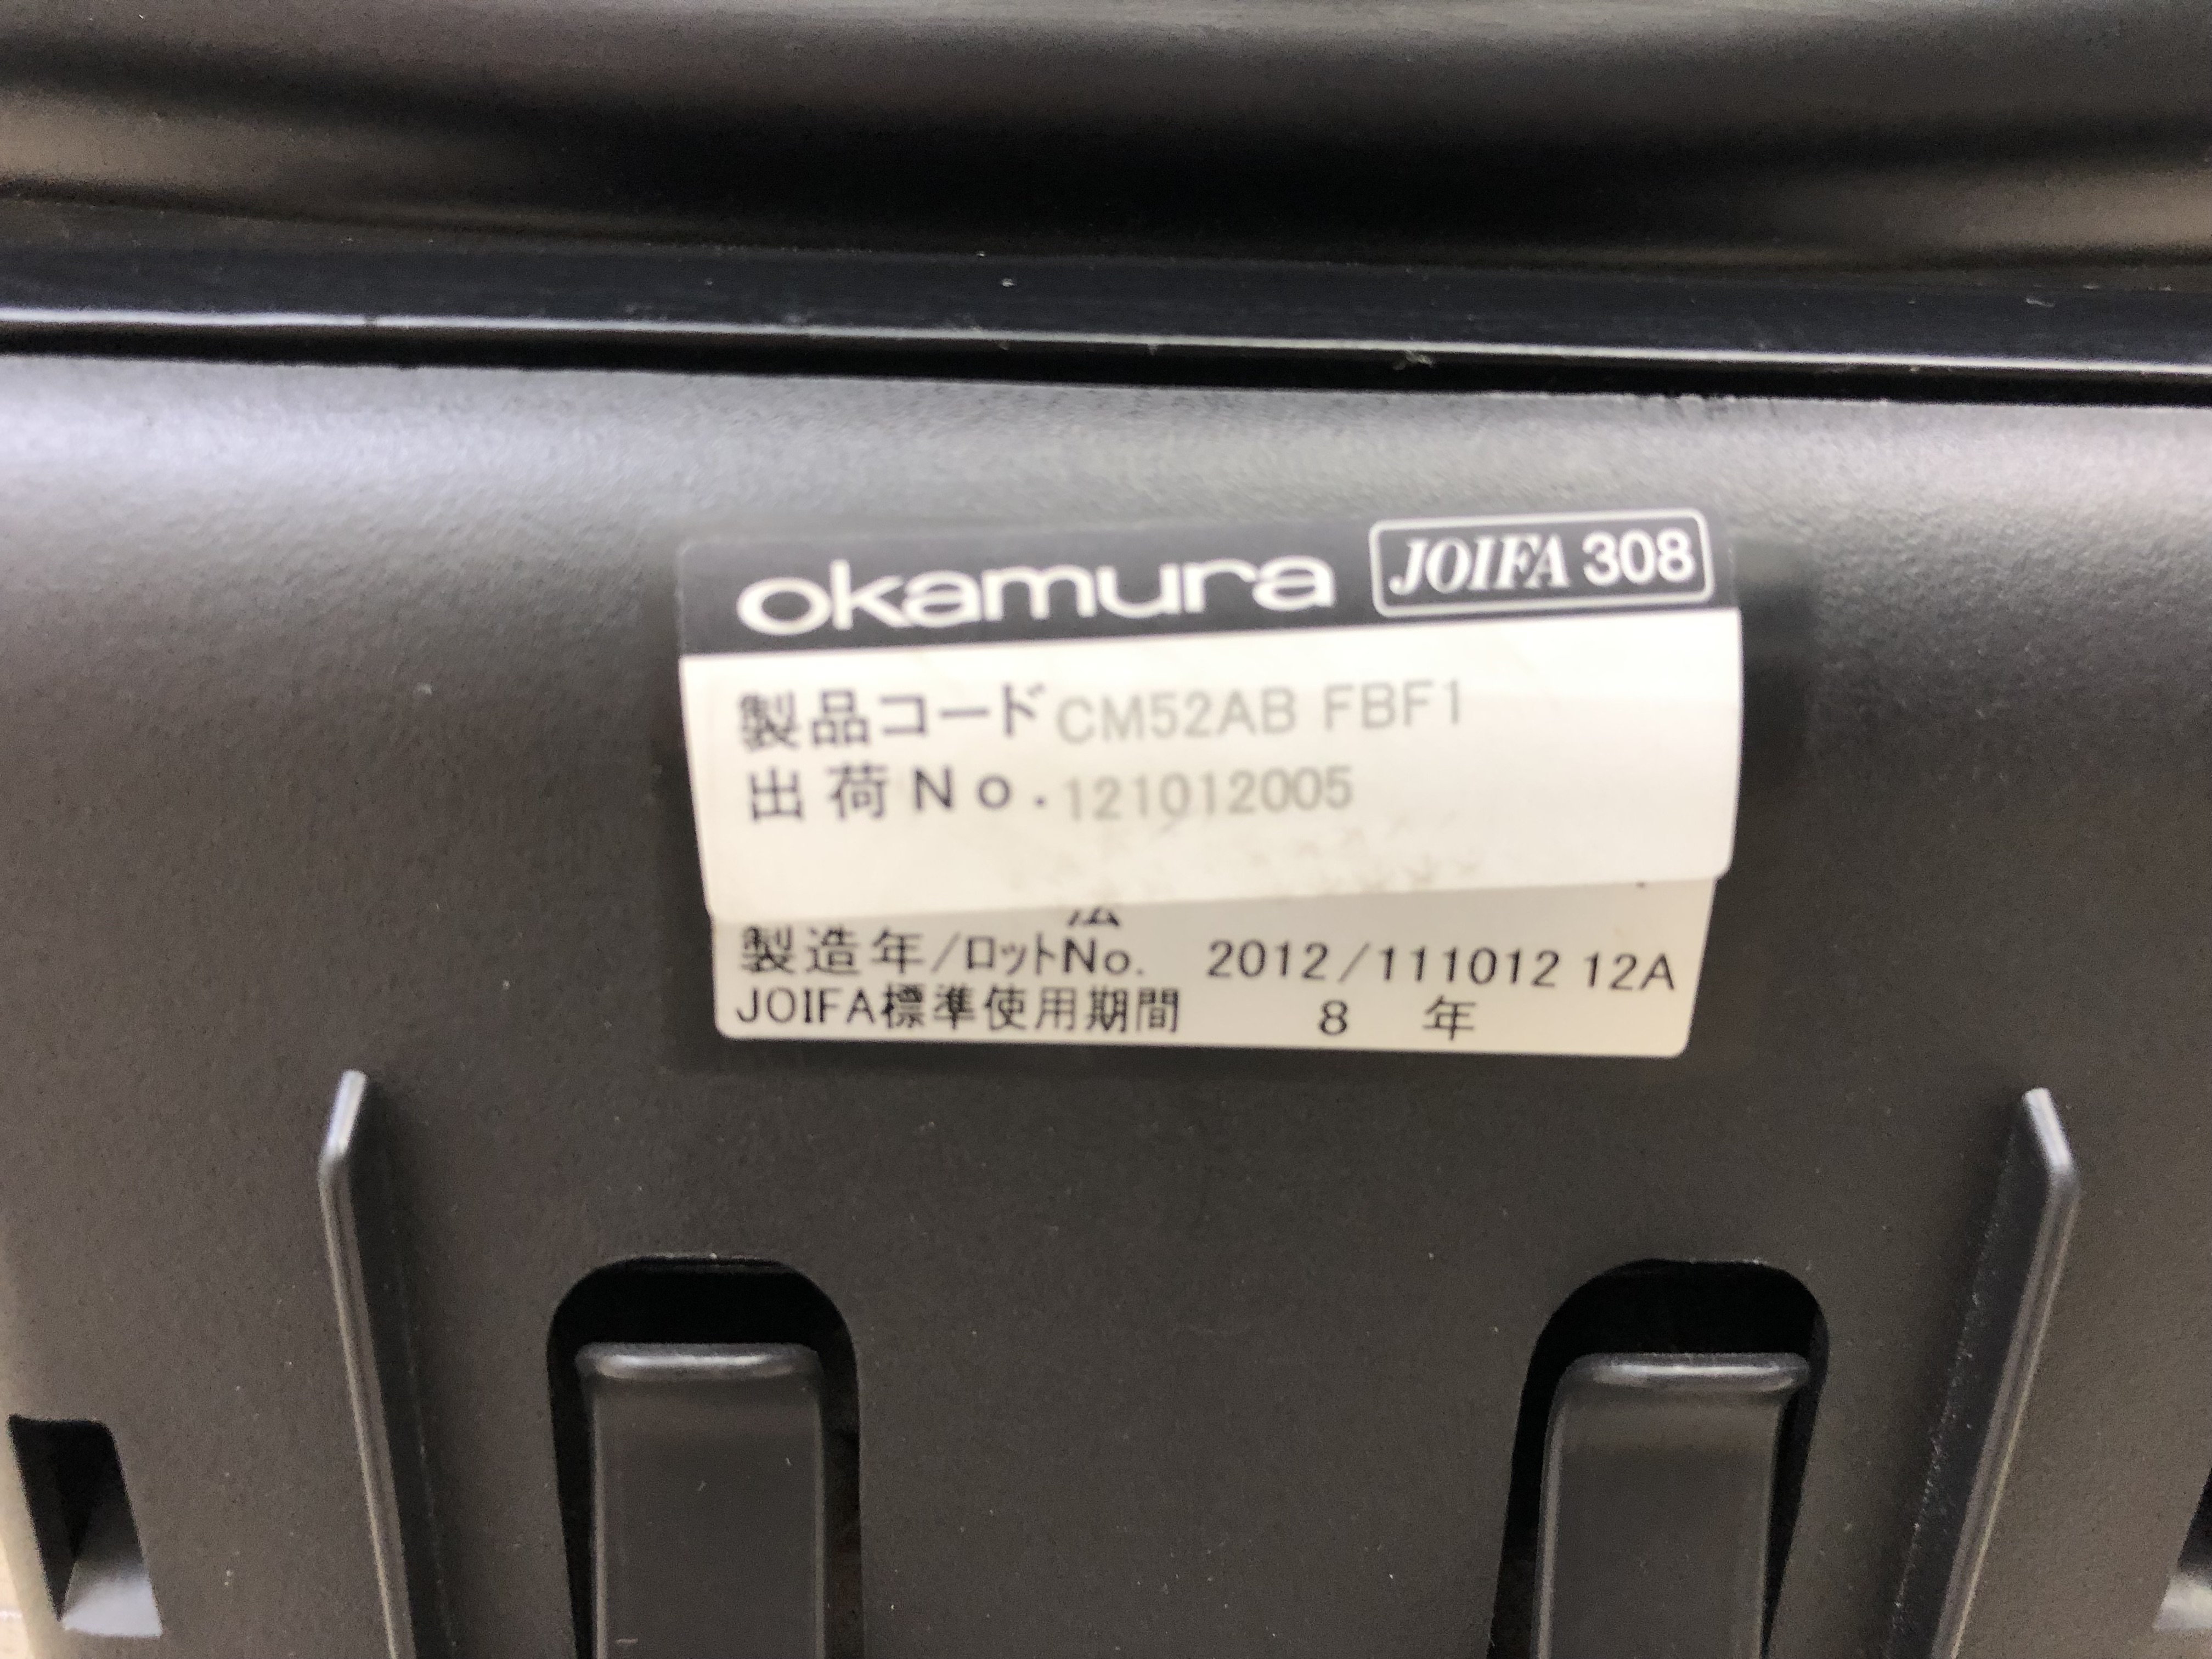 okamura JOIFA 308
製品コード CM52AB FBF1
出荷No. 121012005
製造年/ロットNo. 2012/111012 12A
JOIFA標準使用期間 8 年